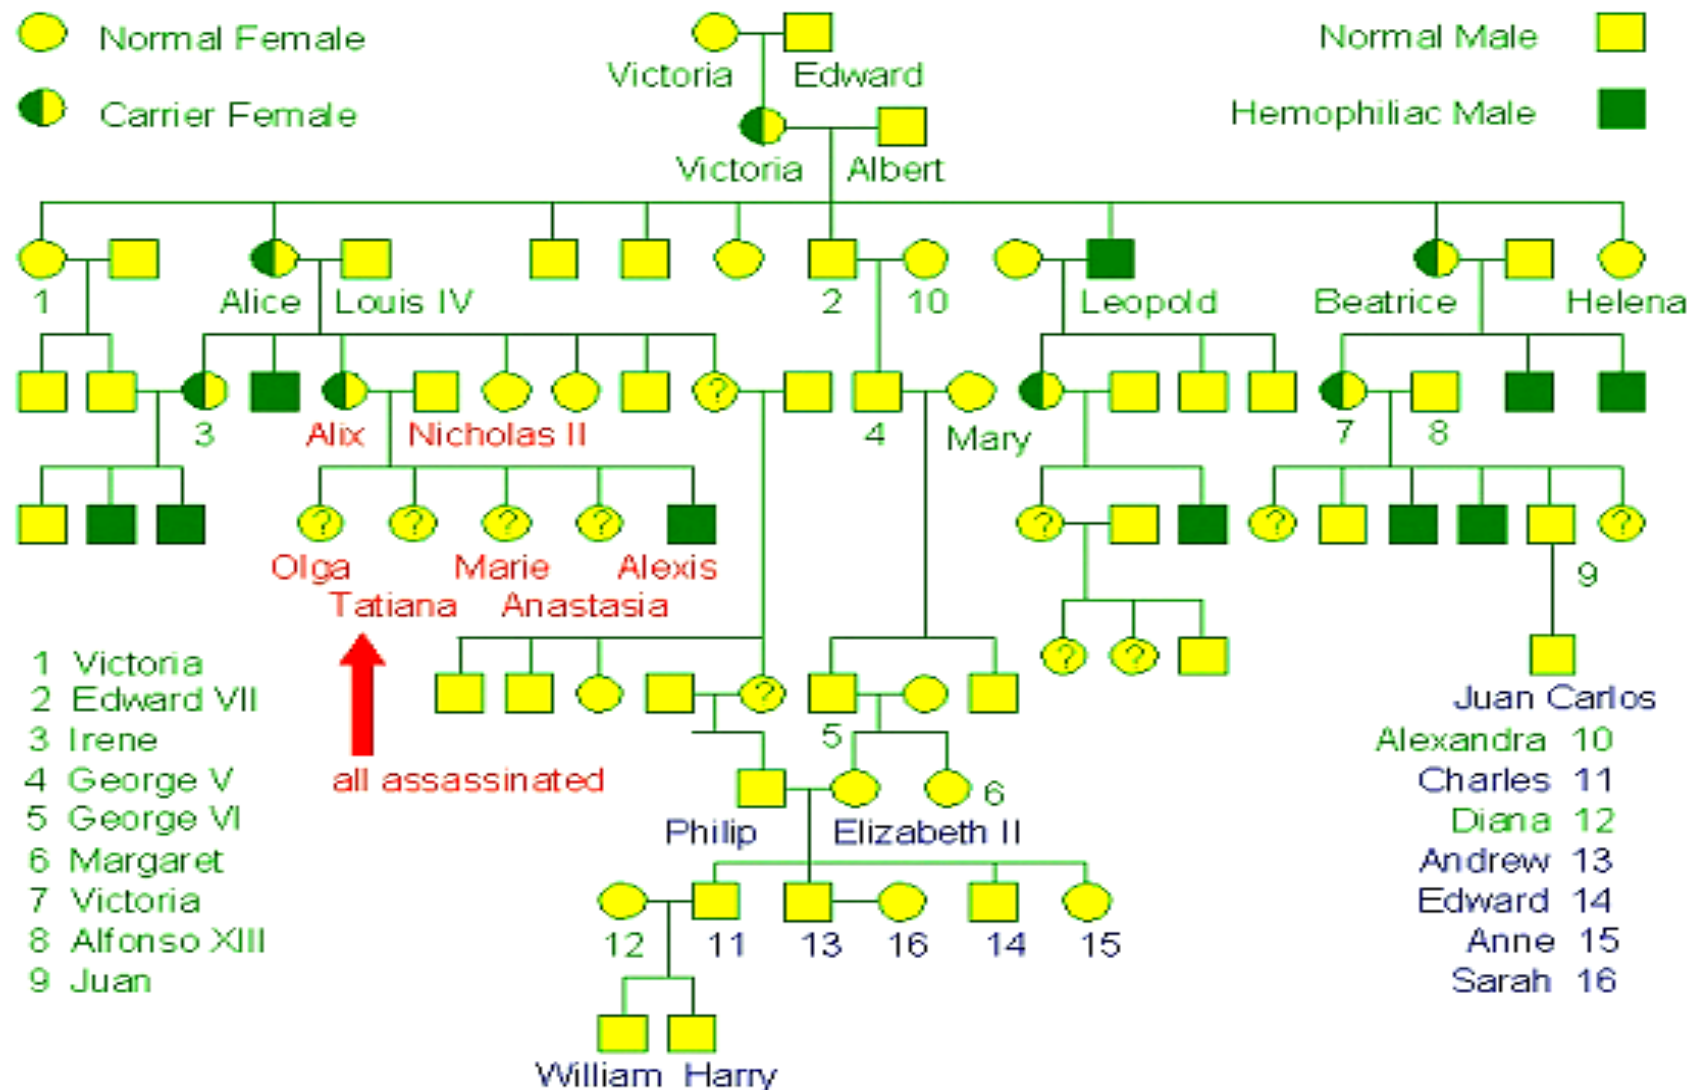 Normal Female
Normal Male
Victoria Edward
Carrier Female
Hemophiliac Male
Victoria Albert
1 Alice Louis IV 2 10 Leopold Beatrice Helena
?
3 Alix Nicholas II 4 Mary 7 8
? ? ? ? ? ? ?
Olga Marie Alexis 9
Tatiana Anastasia
? ?
?
Juan Carlos
5
all assassinated
6
Philip Elizabeth II
12 11 13 16 14 15
William Harry
1 Victoria
2 Edward VII
3 Irene
4 George V
5 George VI
6 Margaret
7 Victoria
8 Alfonso XIII
9 Juan
Alexandra 10
Charles 11
Diana 12
Andrew 13
Edward 14
Anne 15
Sarah 16